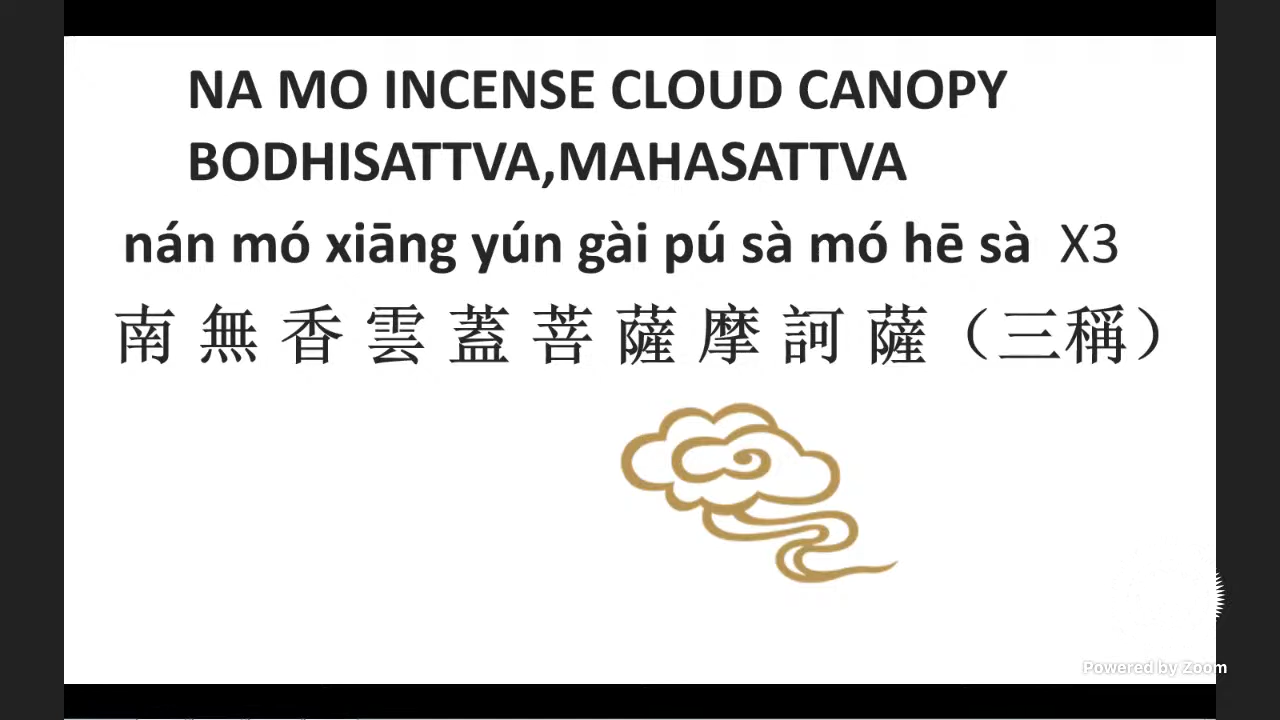 NA MO INCENSE CLOUD CANOPY
BODHISATTVA,MAHASATTVA
nán mó xiāng yún gài pú sà mó hē sà X3
南 無 香 雲 蓋 菩 薩 摩 訶 薩（三稱）
Powered by Zoom